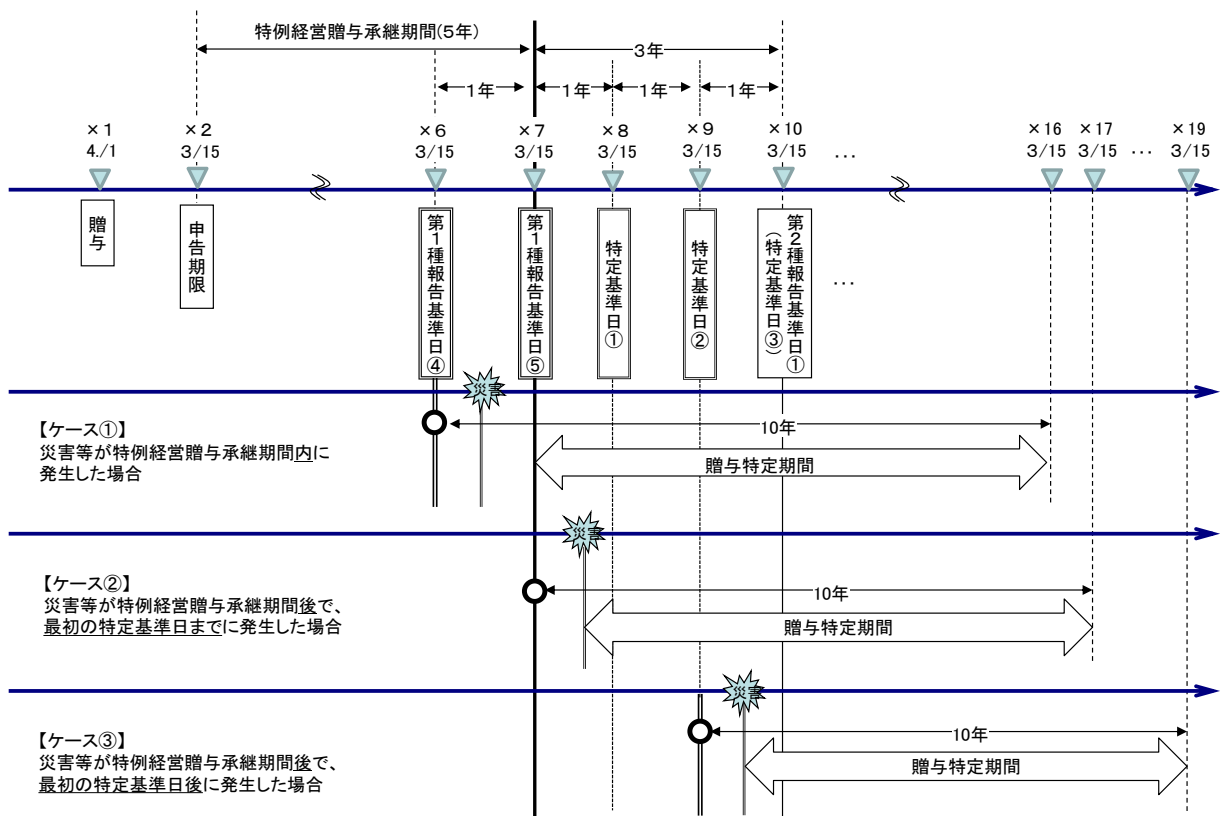 特例経営贈与承継期間(5年)
3年
1年
1年
1年
1年
×1
4./1
×2
3/15
×6
3/15
×7
3/15
×8
3/15
×9
3/15
×10
3/15
...
×16
3/15
×17
3/15
...
×19
3/15
贈与
申告期限
第1種報告基準日④
第1種報告基準日⑤
特定基準日①
特定基準日②
第2種報告基準日①
(特定基準日③)
...
災害
【ケース①】
災害等が特例経営贈与承継期間内に
発生した場合
10年
贈与特定期間
災害
【ケース②】
災害等が特例経営贈与承継期間後で、
最初の特定基準日までに発生した場合
10年
贈与特定期間
災害
【ケース③】
災害等が特例経営贈与承継期間後で、
最初の特定基準日後に発生した場合
10年
贈与特定期間